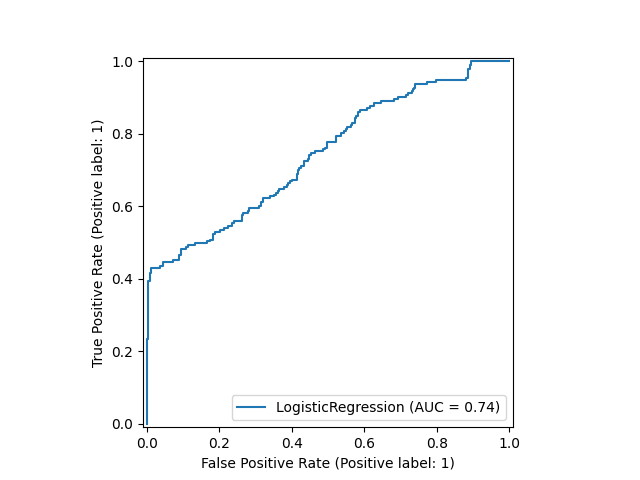 1.0
0.8
0.6
0.4
0.2
0.0
True Positive Rate (Positive label: 1)
LogisticRegression (AUC = 0.74)
0.0 0.2 0.4 0.6 0.8 1.0
False Positive Rate (Positive label: 1)